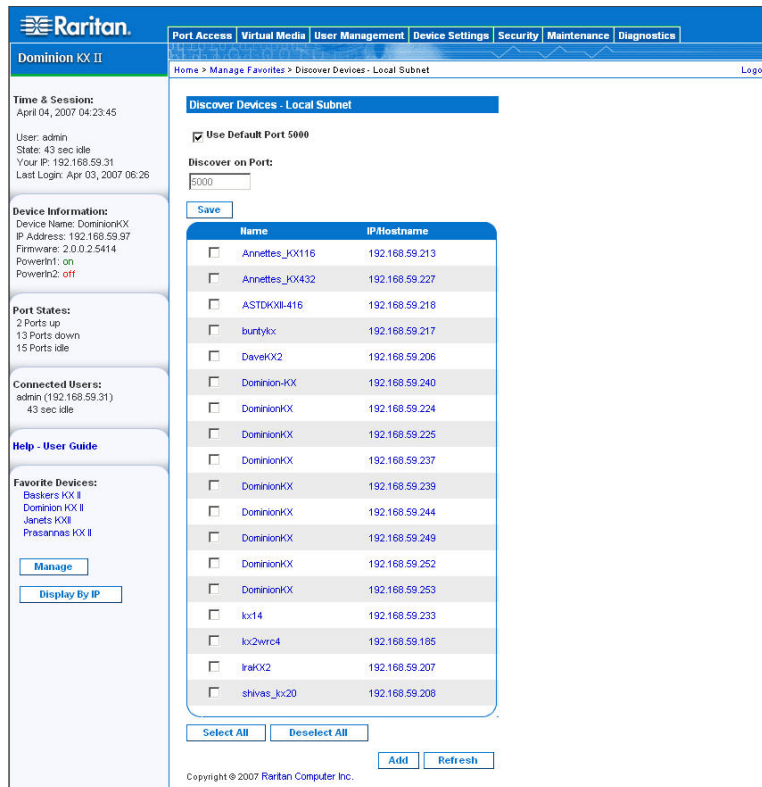 Raritan.
Dominion KX II
Port Access Virtual Media User Management Device Settings Security Maintenance Diagnostics
Home > Manage Favorites > Discover Devices - Local Subnet Logo
Time & Session:
April 04, 2007 04:23:45
User: admin
State: 43 sec idle
Your IP: 192.168.59.31
Last Login: Apr 03, 2007 06:26
Device Information:
Device Name: DominionKX
IP Address: 192.168.59.97
Firmware: 2.0.0.2.5414
PowerIn1: on
PowerIn2: off
Port States:
2 Ports up
13 Ports down
15 Ports idle
Connected Users:
admin (192.168.59.31)
43 sec idle
Help - User Guide
Favorite Devices:
Baskers KX II
Dominion KX II
Janets KXII
Prasannas KX II
Manage
Display By IP
Discover Devices - Local Subnet
Use Default Port 5000
Discover on Port:
5000
Save
Name IP/Hostname
Annettes_KX116 192.168.59.213
Annettes_KX432 192.168.59.227
ASTDKXII-416 192.168.59.218
buntykx 192.168.59.217
DaveKX2 192.168.59.206
Dominion-KX 192.168.59.240
DominionKX 192.168.59.224
DominionKX 192.168.59.225
DominionKX 192.168.59.237
DominionKX 192.168.59.239
DominionKX 192.168.59.244
DominionKX 192.168.59.249
DominionKX 192.168.59.252
DominionKX 192.168.59.253
kx14 192.168.59.233
kx2wrc4 192.168.59.185
IraKX2 192.168.59.207
shivas_kx20 192.168.59.208
Select All Deselect All
Add Refresh
Copyright © 2007 Raritan Computer Inc.